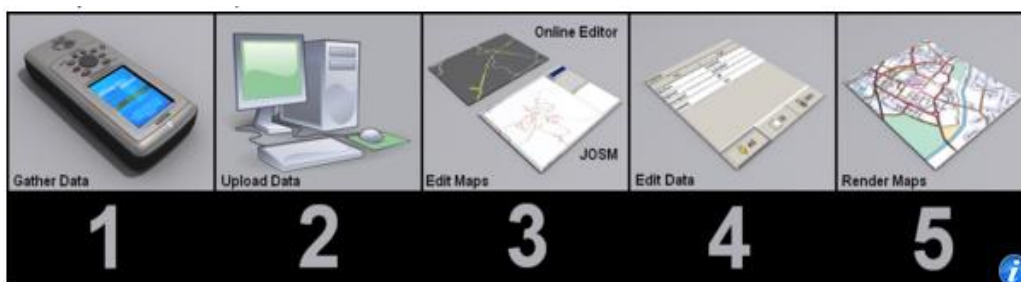 Online Editor
JOSM
Gather Data
Upload Data
Edit Maps
Edit Data
Render Maps
1
2
3
4
5
i